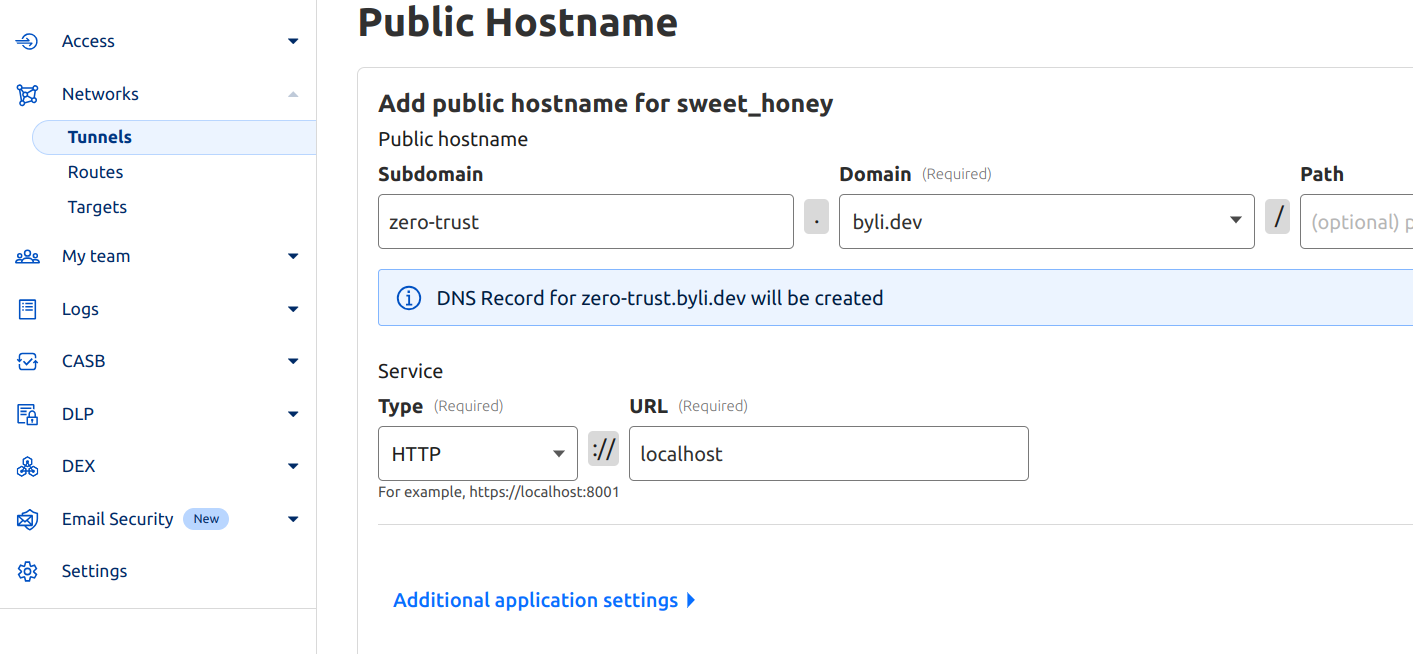 Public Hostname
Access
Networks
Tunnels
Routes
Targets
My team
Logs
CASB
DLP
DEX
Email Security New
Settings
Add public hostname for sweet_honey
Public hostname
Subdomain
Domain (Required)
Path
zero-trust
.
byli.dev
/
(optional) p
DNS Record for zero-trust.byli.dev will be created
Service
Type (Required)
URL (Required)
HTTP
://
localhost
For example, https://localhost:8001
Additional application settings